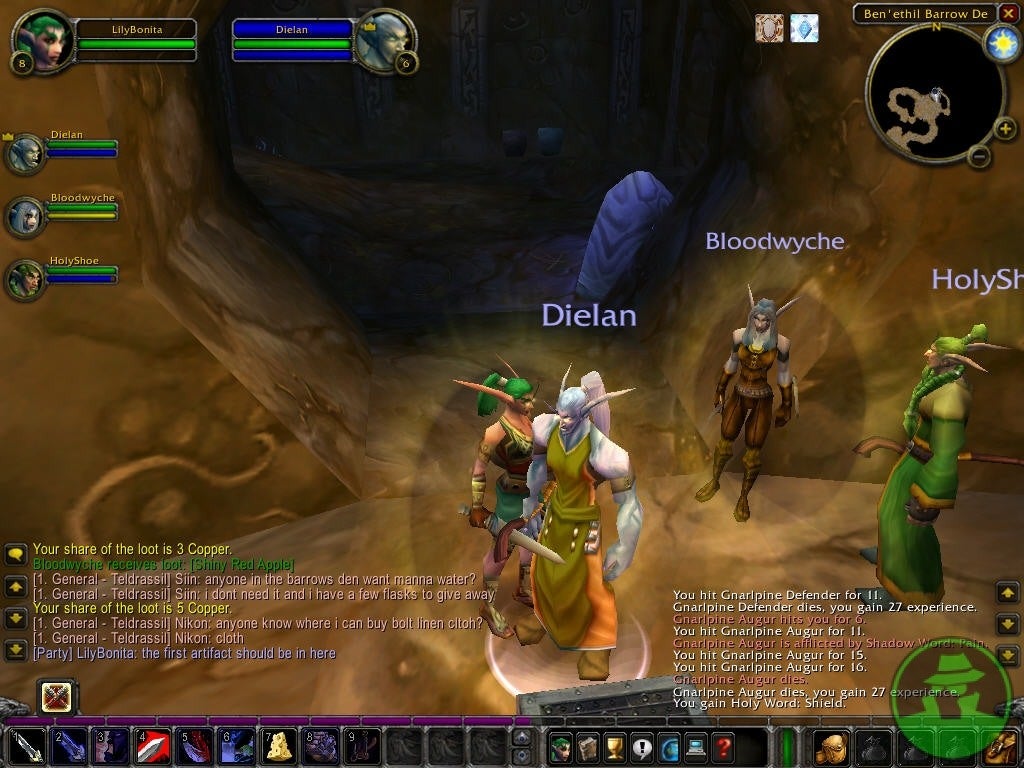 LilyBonita
8
Dielan
6
Ben'ethil Barrow De
N
Dielan
Bloodwyche
HolyShoe
Bloodwyche
HolySh
Dielan
Your share of the loot is 3 Copper.
Bloodwyche receives loot: [Shiny Red Apple]
[1. General - Teldrassil] Siin: anyone in the barrows den want manna water?
[1. General - Teldrassil] Siin: i dont need it and i have a few flasks to give away
Your share of the loot is 5 Copper.
[1. General - Teldrassil] Nikon: anyone know where i can buy bolt linen cltoh?
[1. General - Teldrassil] Nikon: cloth
[Party] LilyBonita: the first artifact should be in here
You hit Gnarlpine Defender for 11.
Gnarlpine Defender dies, you gain 27 experience.
Gnarlpine Augur hits you for 6.
You hit Gnarlpine Augur for 11.
Gnarlpine Augur is afflicted by Shadow Word: Pain.
You hit Gnarlpine Augur for 15.
You hit Gnarlpine Augur for 16.
Gnarlpine Augur dies.
Gnarlpine Augur dies, you gain 27 experience.
You gain Holy Word: Shield.
1 2 3 4 5 6 7 8 9